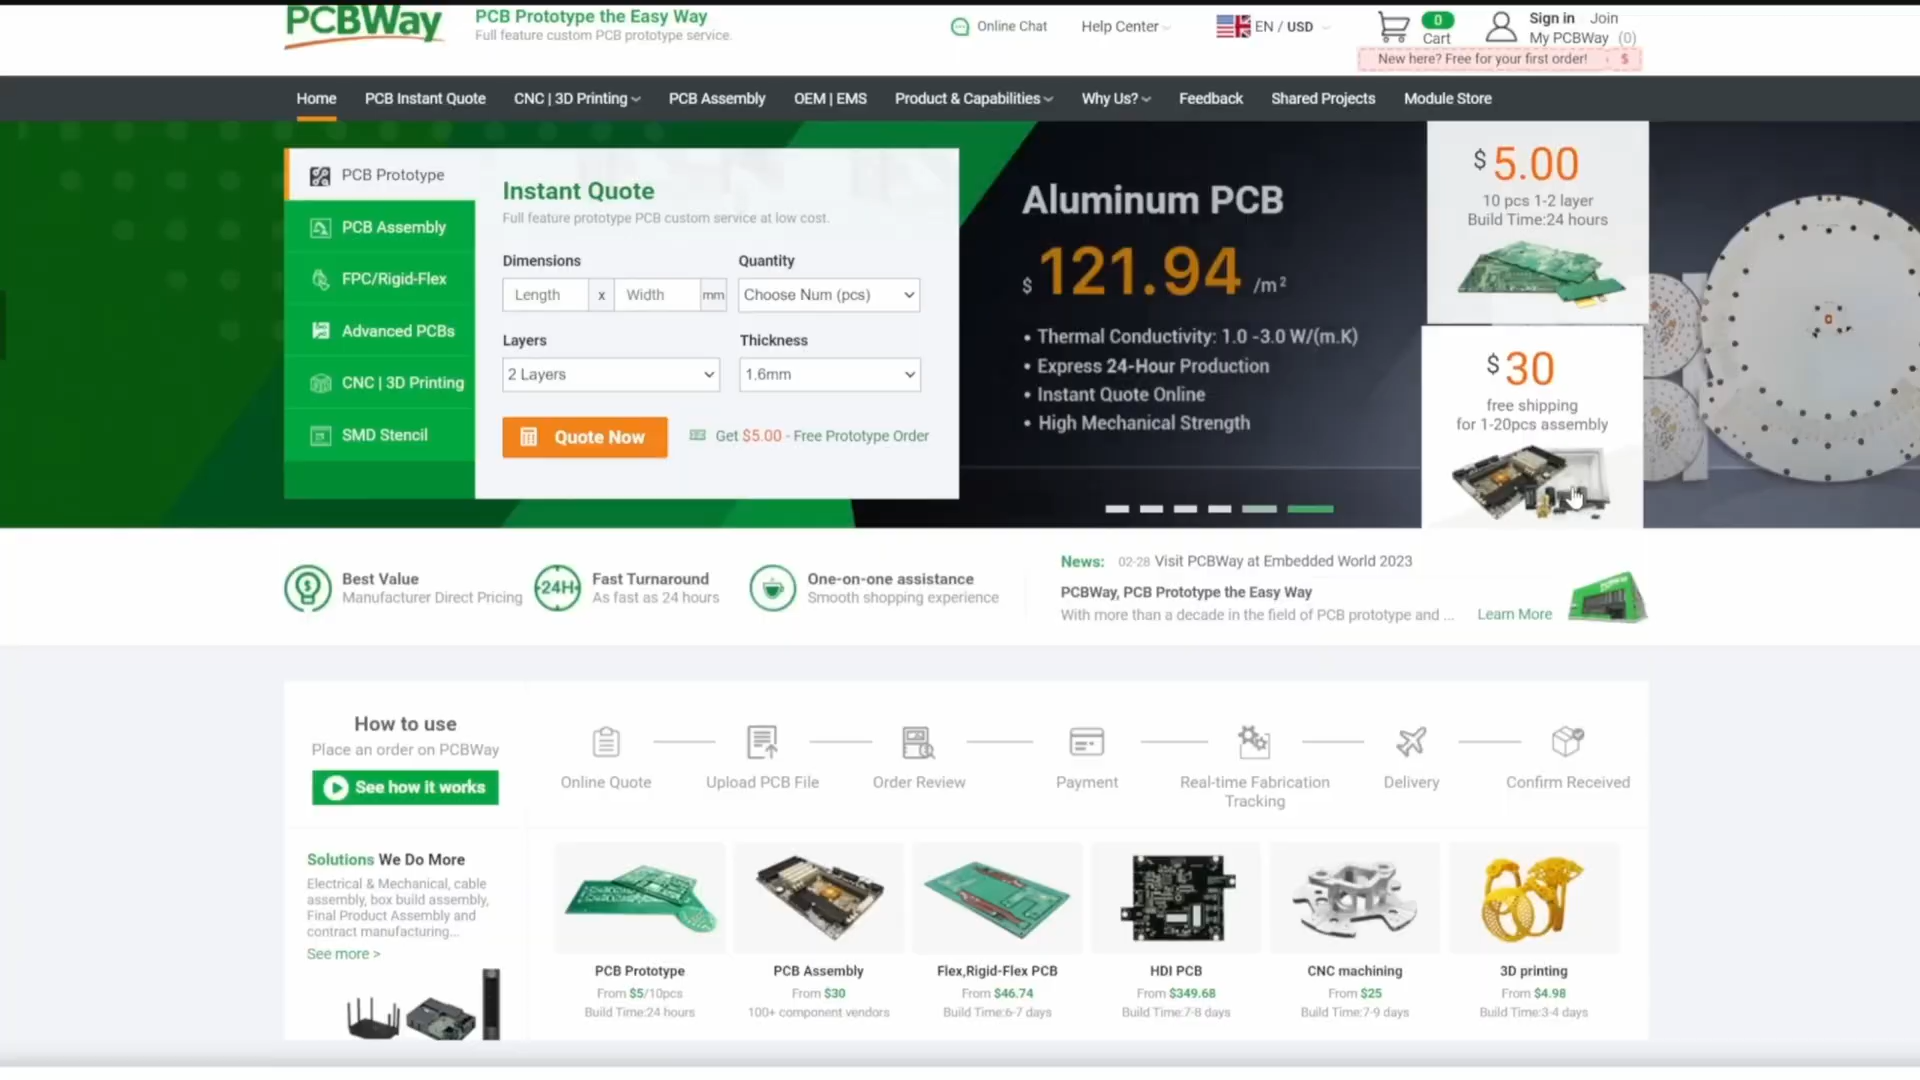 PCBWay
PCB Prototype the Easy Way
Full feature custom PCB prototype service.
Online Chat
Help Center
EN / USD
0
Cart
Sign in Join
My PCBWay (0)
New here? Free for your first order! $
Home
PCB Instant Quote
CNC | 3D Printing
PCB Assembly
OEM | EMS
Product & Capabilities
Why Us?
Feedback
Shared Projects
Module Store
PCB Prototype
PCB Assembly
FPC/Rigid-Flex
Advanced PCBs
CNC | 3D Printing
SMD Stencil
Instant Quote
Full feature prototype PCB custom service at low cost.
Dimensions
Length x Width mm
Quantity
Choose Num (pcs)
Layers
2 Layers
Thickness
1.6mm
Quote Now
Get $5.00 - Free Prototype Order
Aluminum PCB
$ 121.94 /m²
• Thermal Conductivity: 1.0 -3.0 W/(m.K)
• Express 24-Hour Production
• Instant Quote Online
• High Mechanical Strength
$ 5.00
10 pcs 1-2 layer
Build Time:24 hours
$ 30
free shipping
for 1-20pcs assembly
Best Value
Manufacturer Direct Pricing
24H
Fast Turnaround
As fast as 24 hours
One-on-one assistance
Smooth shopping experience
News: 02-28 Visit PCBWay at Embedded World 2023
PCBWay, PCB Prototype the Easy Way
With more than a decade in the field of PCB prototype and ...
Learn More
How to use
Place an order on PCBWay
See how it works
Online Quote
Upload PCB File
Order Review
Payment
Real-time Fabrication
Tracking
Delivery
Confirm Received
Solutions We Do More
Electrical & Mechanical, cable
assembly, box build assembly,
Final Product Assembly and
contract manufacturing...
See more >
PCB Prototype
From $5/10pcs
Build Time:24 hours
PCB Assembly
From $30
100+ component vendors
Flex,Rigid-Flex PCB
From $46.74
Build Time:6-7 days
HDI PCB
From $349.68
Build Time:7-8 days
CNC machining
From $25
Build Time:7-9 days
3D printing
From $4.98
Build Time:3-4 days